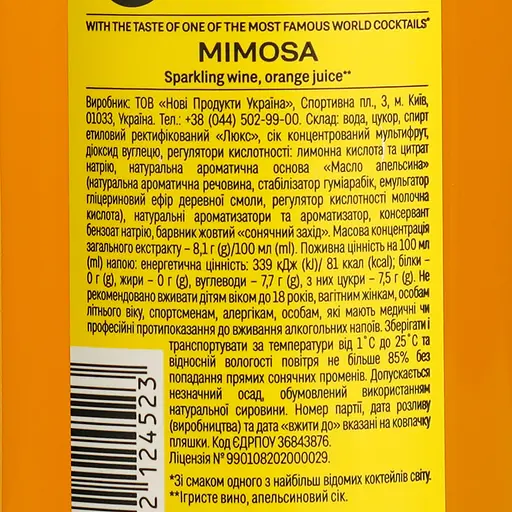 WITH THE TASTE OF ONE OF THE MOST FAMOUS WORLD COCKTAILS*
MIMOSA
Sparkling wine, orange juice**
Виробник: ТОВ «Нові Продукти Україна», Спортивна пл., 3, м. Київ,
01033, Україна. Тел.: +38 (044) 502-99-00. Склад: вода, цукор, спирт
етиловий ректифікований «Люкс», сік концентрований мультифрут,
діоксид вуглецю, регулятори кислотності: лимонна кислота та цитрат
натрію, натуральна ароматична основа «Масло апельсина»
(натуральна ароматична речовина, стабілізатор гуміарабік, емульгатор
гліцериновий ефір деревної смоли, регулятор кислотності молочна
кислота), натуральні ароматизатори та ароматизатор, консервант
бензоат натрію, барвник жовтий «сонячний захід». Масова концентрація
загального екстракту – 8,1 г (g)/100 мл (ml). Поживна цінність на 100 мл
(ml) напою: енергетична цінність: 339 кДж (kJ)/ 81 ккал (kcal); білки –
0 г (g), жири – 0 г (g), вуглеводи – 7,7 г (g), з них цукри – 7,5 г (g). Не
рекомендовано вживати дітям віком до 18 років, вагітним жінкам, особам
літнього віку, спортсменам, алергікам, особам, які мають медичні чи
професійні протипоказання до вживання алкогольних напоїв. Зберігати і
транспортувати за температури від 1°С до 25°С та
відносній вологості повітря не більше 85% без
попадання прямих сонячних променів. Допускається
незначний осад, обумовлений використанням
натуральної сировини. Номер партії, дата розливу
(виробництва) та дата «вжити до» вказані на ковпачку
пляшки. Код ЄДРПОУ 36843876.
Ліцензія № 990108202000029.
*Зі смаком одного з найбільш відомих коктейлів світу.
**Ігристе вино, апельсиновий сік.
2124523